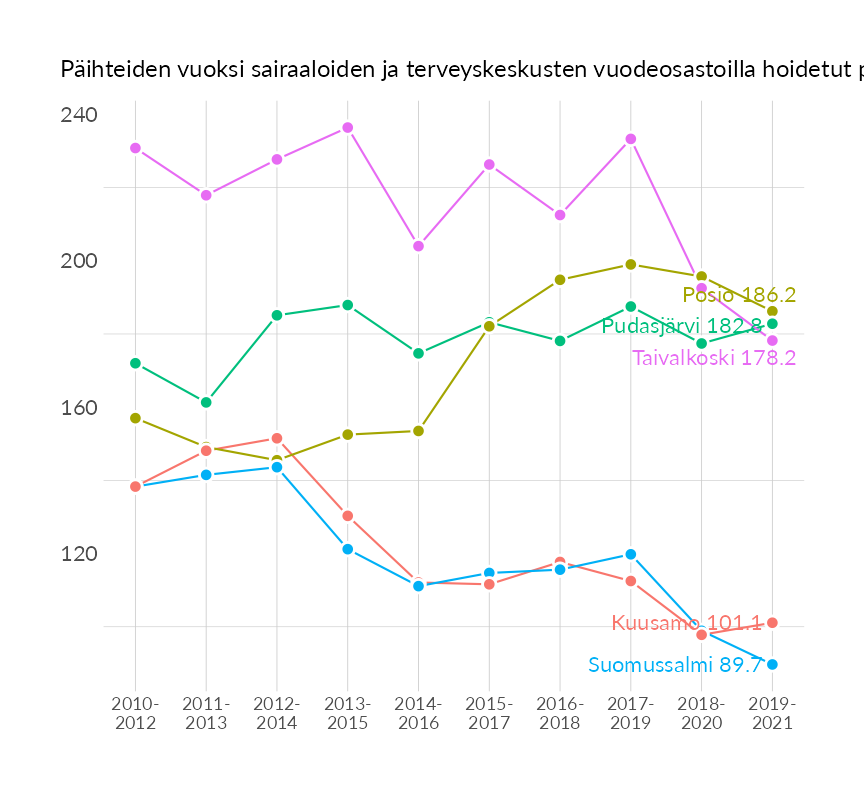 Päihteiden vuoksi sairaaloiden ja terveyskeskusten vuodeosastoilla hoidetut
240
200
160
120
Posio 186.2
Pudasjärvi 182.8
Taivalkoski 178.2
Kuusamo 101.1
Suomussalmi 89.7
2010- 2011- 2012- 2013- 2014- 2015- 2016- 2017- 2018- 2019-
2012 2013 2014 2015 2016 2017 2018 2019 2020 2021